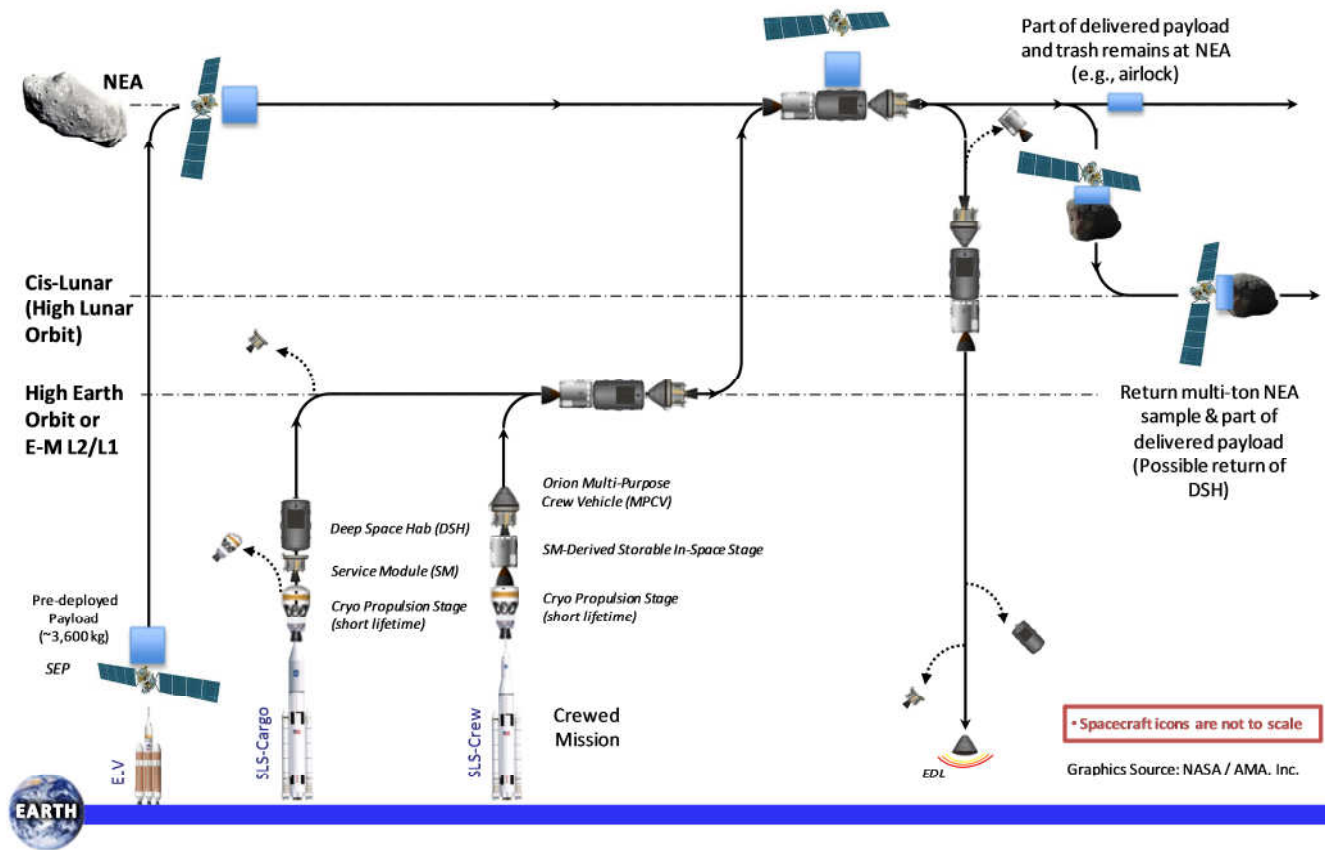 NEA
Part of delivered payload
and trash remains at NEA
(e.g., airlock)
Cis-Lunar
(High Lunar
Orbit)
High Earth
Orbit or
E-M L2/L1
Return multi-ton NEA
sample & part of
delivered payload
(Possible return of
DSH)
Orion Multi-Purpose
Crew Vehicle (MPCV)
Deep Space Hab (DSH)
SM-Derived Storable In-Space Stage
Service Module (SM)
Cryo Propulsion Stage
(short lifetime)
Cryo Propulsion Stage
(short lifetime)
Pre-deployed
Payload
(~3,600 kg)
SEP
ELV
SLS-Cargo
SLS-Crew
Crewed
Mission
• Spacecraft icons are not to scale
EDL
Graphics Source: NASA / AMA. Inc.
EARTH